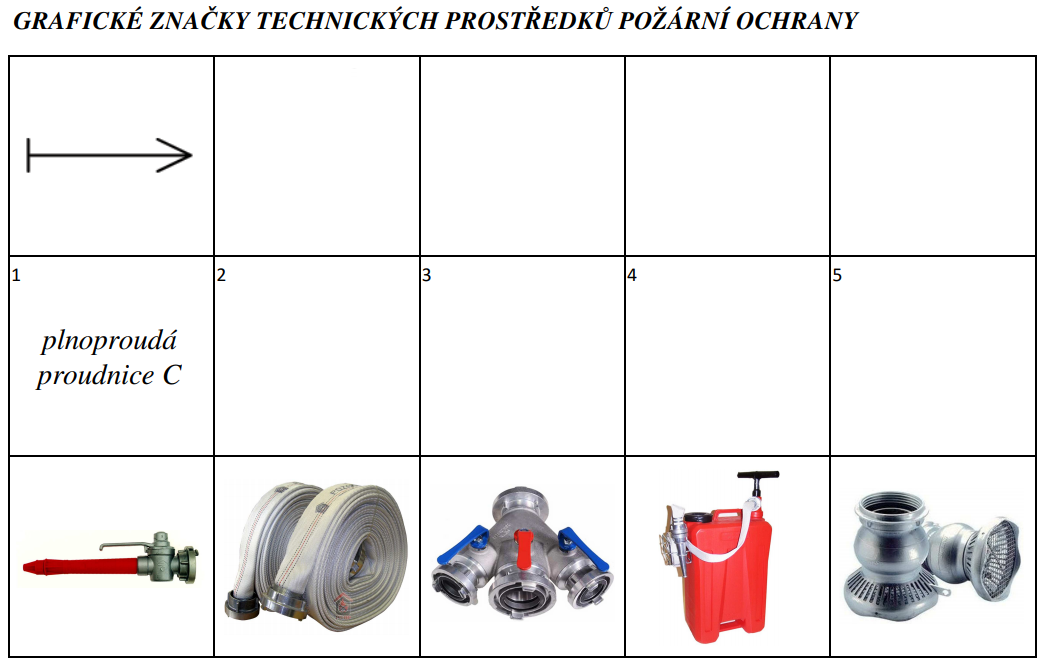 GRAFICKÉ ZNAČKY TECHNICKÝCH PROSTŘEDKŮ POŽÁRNÍ OCHRANY
1 2 3 4 5
plnoproudá
proudnice C